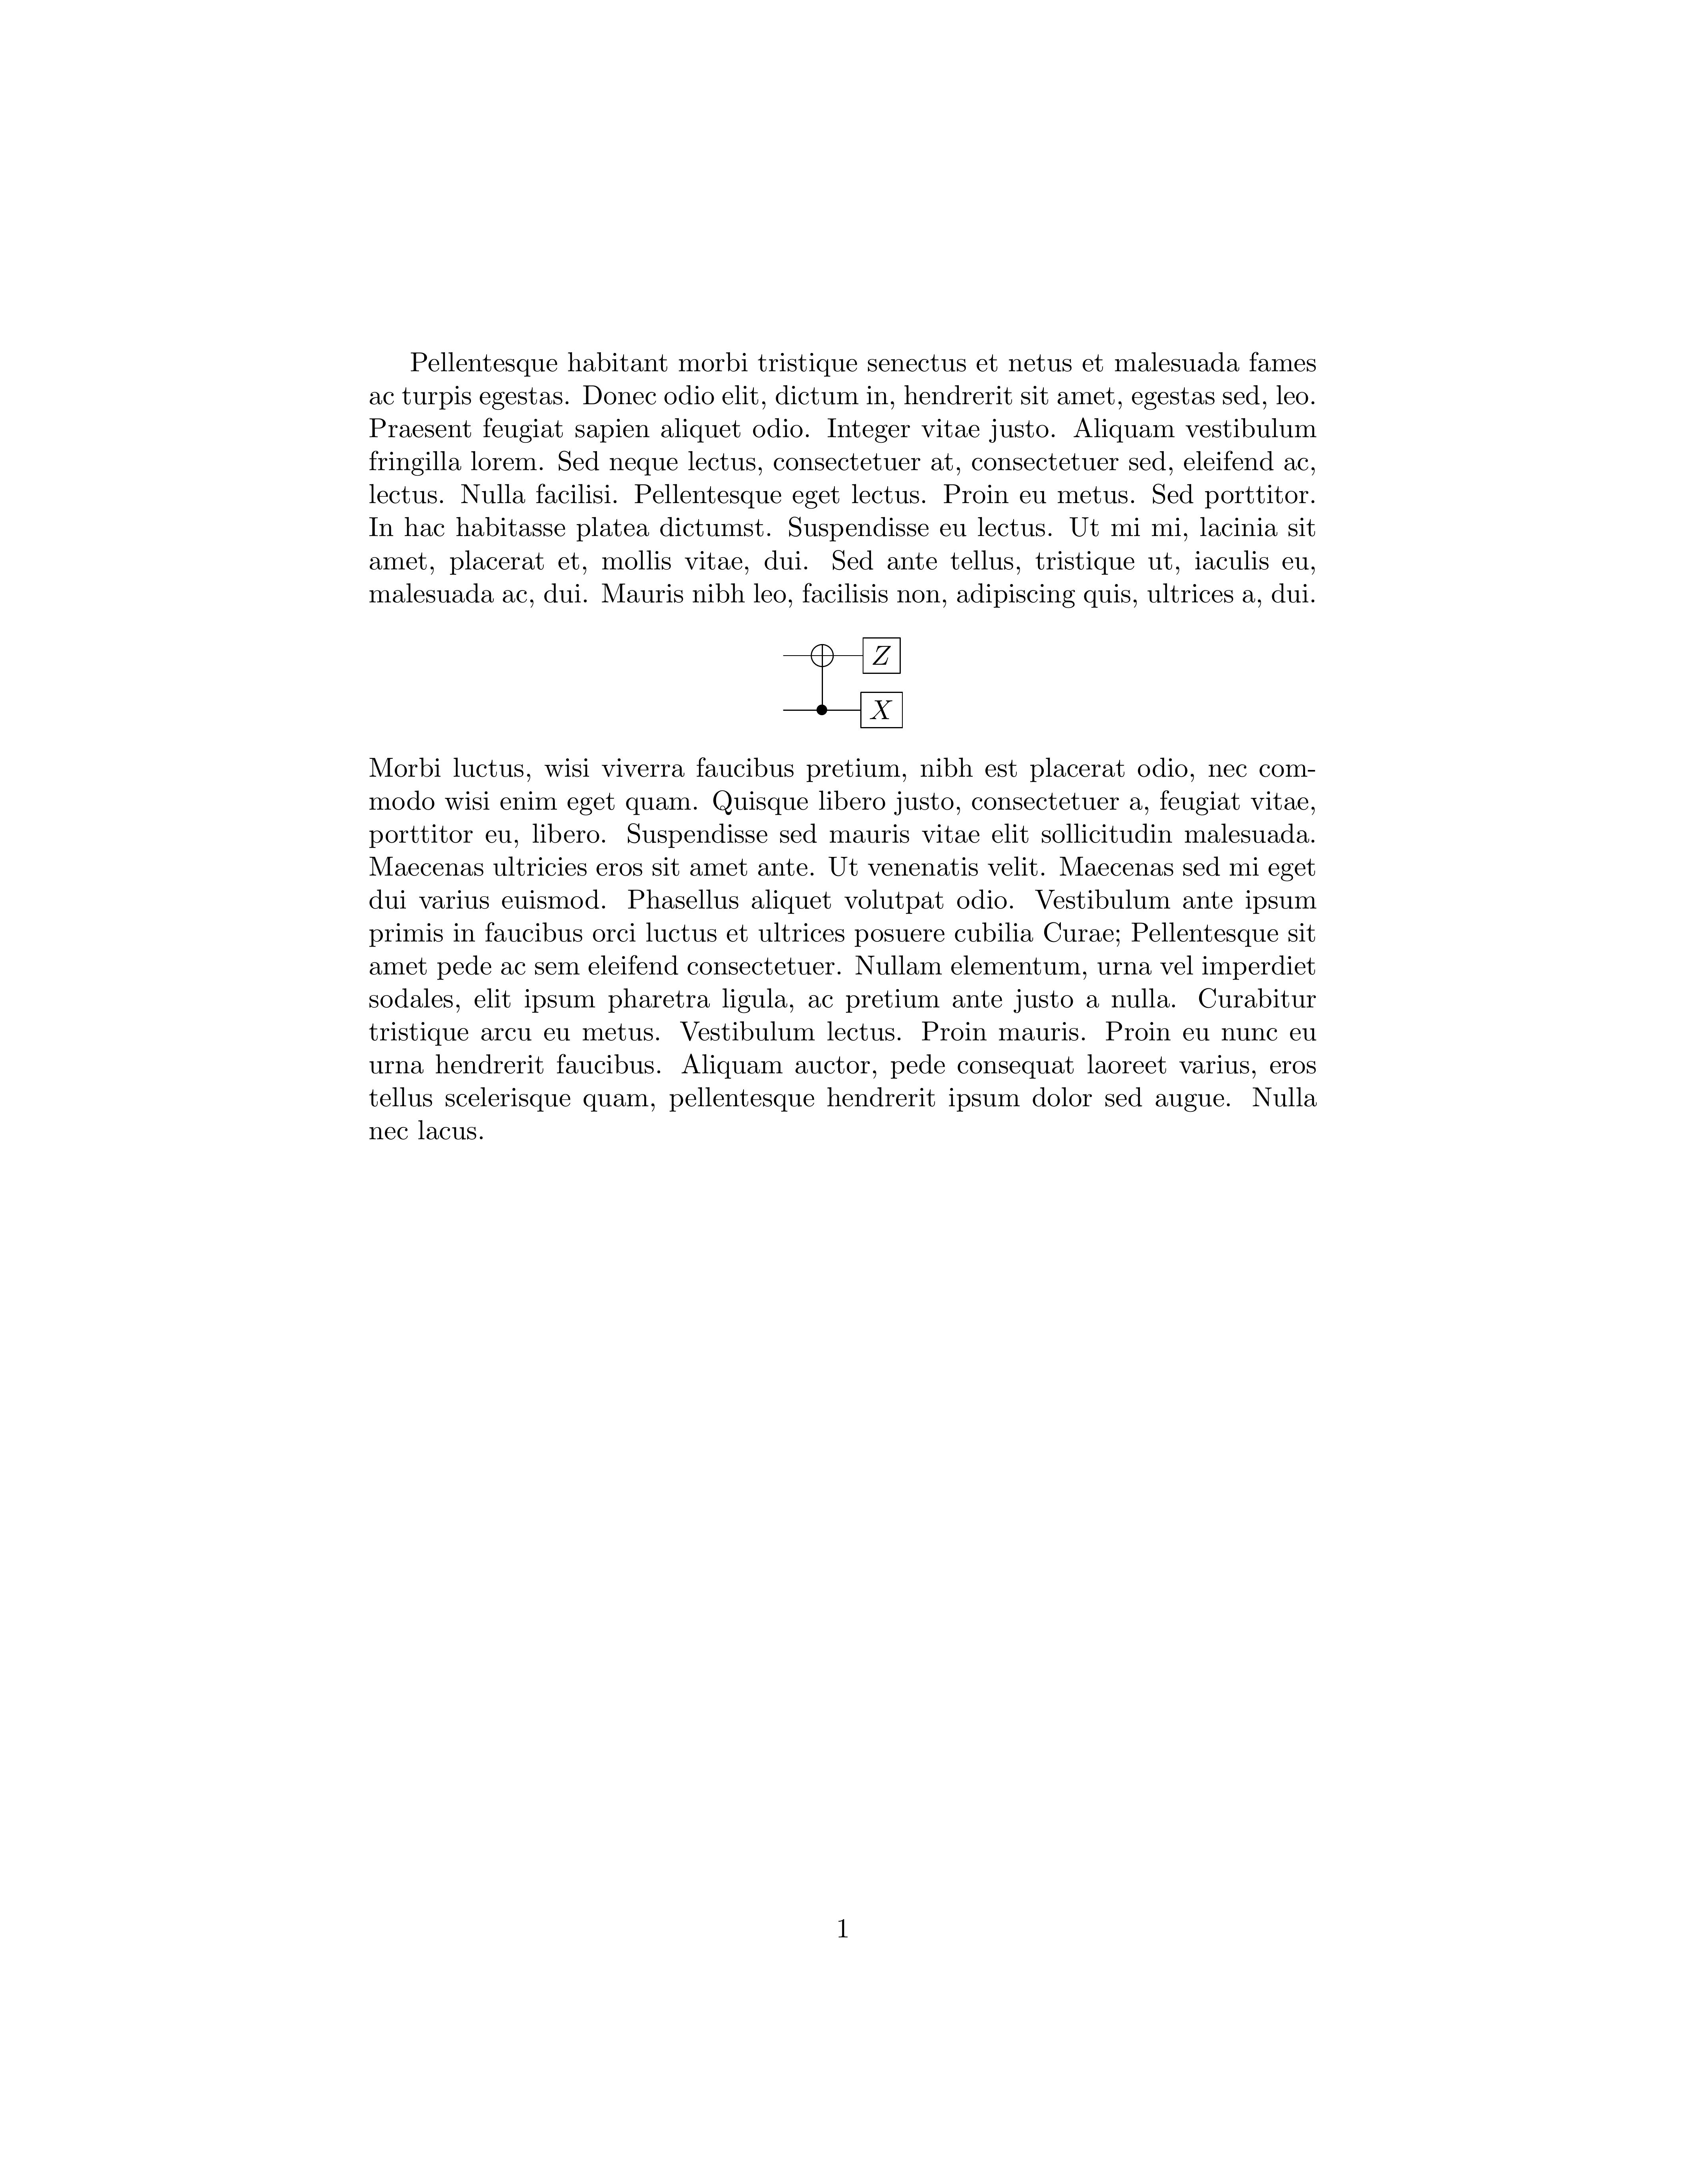 Pellentesque habitant morbi tristique senectus et netus et malesuada fames
ac turpis egestas. Donec odio elit, dictum in, hendrerit sit amet, egestas sed, leo.
Praesent feugiat sapien aliquet odio. Integer vitae justo. Aliquam vestibulum
fringilla lorem. Sed neque lectus, consectetuer at, consectetuer sed, eleifend ac,
lectus. Nulla facilisi. Pellentesque eget lectus. Proin eu metus. Sed porttitor.
In hac habitasse platea dictumst. Suspendisse eu lectus. Ut mi mi, lacinia sit
amet, placerat et, mollis vitae, dui. Sed ante tellus, tristique ut, iaculis eu,
malesuada ac, dui. Mauris nibh leo, facilisis non, adipiscing quis, ultrices a, dui.
Z
X
Morbi luctus, wisi viverra faucibus pretium, nibh est placerat odio, nec com-
modo wisi enim eget quam. Quisque libero justo, consectetuer a, feugiat vitae,
porttitor eu, libero. Suspendisse sed mauris vitae elit sollicitudin malesuada.
Maecenas ultricies eros sit amet ante. Ut venenatis velit. Maecenas sed mi eget
dui varius euismod. Phasellus aliquet volutpat odio. Vestibulum ante ipsum
primis in faucibus orci luctus et ultrices posuere cubilia Curae; Pellentesque sit
amet pede ac sem eleifend consectetuer. Nullam elementum, urna vel imperdiet
sodales, elit ipsum pharetra ligula, ac pretium ante justo a nulla. Curabitur
tristique arcu eu metus. Vestibulum lectus. Proin mauris. Proin eu nunc eu
urna hendrerit faucibus. Aliquam auctor, pede consequat laoreet varius, eros
tellus scelerisque quam, pellentesque hendrerit ipsum dolor sed augue. Nulla
nec lacus.
1